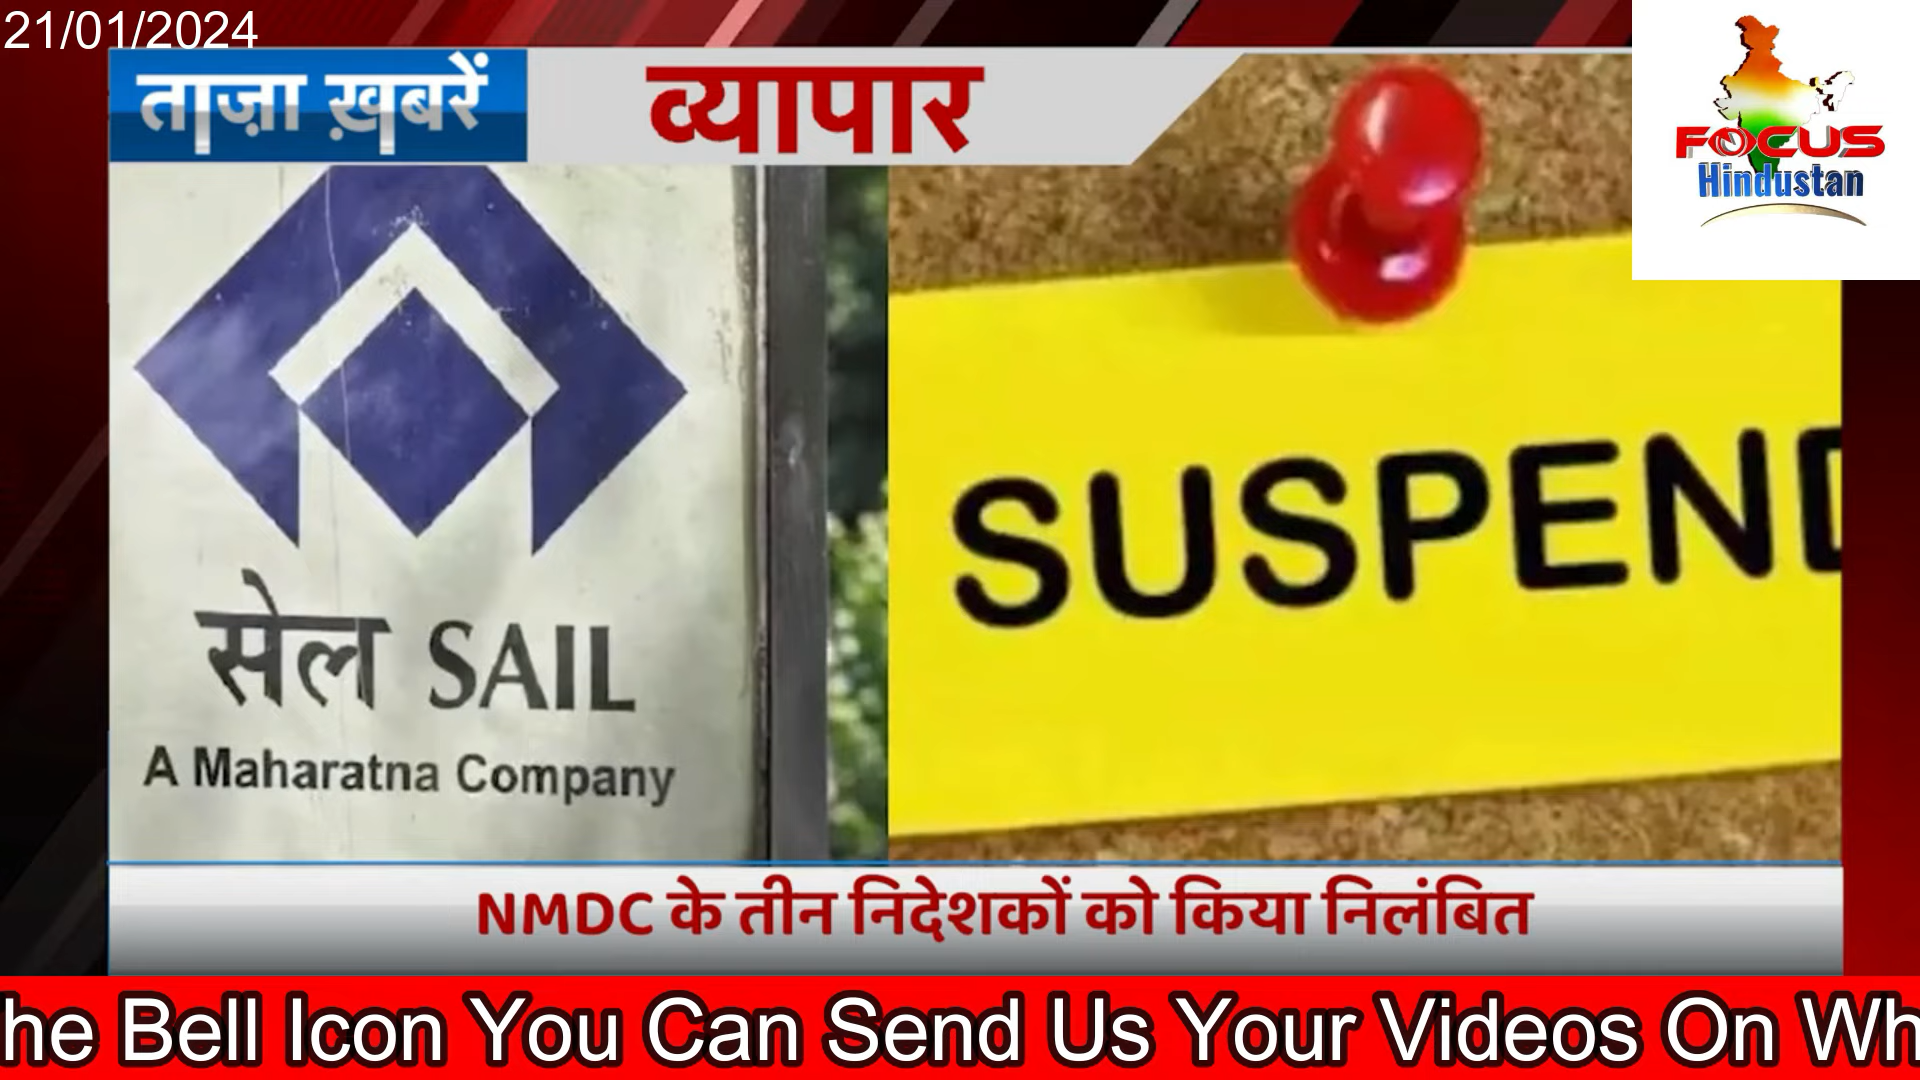 21/01/2024
ताज़ा ख़बरें
व्यापार
FOCUS
Hindustan
सेल SAIL
A Maharatna Company
SUSPEND
NMDC के तीन निदेशकों को किया निलंबित
he Bell Icon You Can Send Us Your Videos On Wh